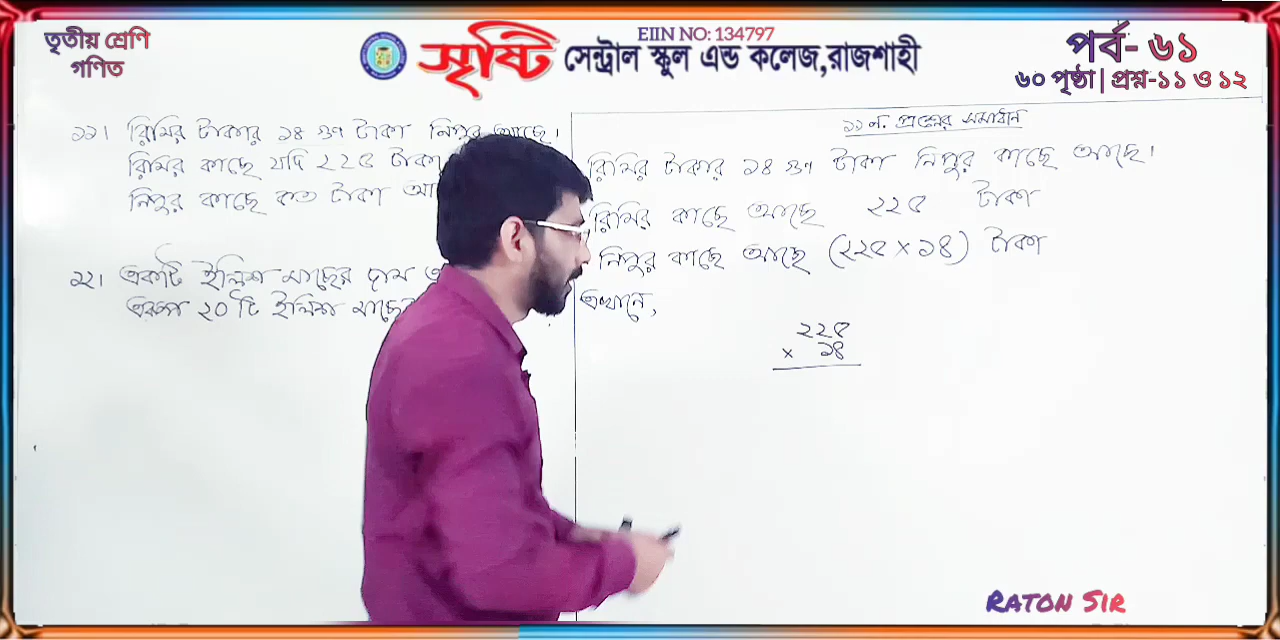 তৃতীয় শ্রেণি
গণিত
EIIN NO: 134797
সৃষ্টি সেন্ট্রাল স্কুল এন্ড কলেজ,রাজশাহী
পর্ব- ৬১
৬০ পৃষ্ঠা | প্রশ্ন-১১ ও ১২
১১। রিমির টাকার ১৪ গুণ টাকা নিপুর আছে।
রিমির কাছে যদি ২২৫ টাকা
নিপুর কাছে কত টাকা আ
১২। একটি ইলিশ মাছের দাম
এরূপ ২০ টি ইলিশ মাছের
১১ নং প্রশ্নের সমাধান
রিমির টাকার ১৪ গুণ টাকা নিপুর কাছে আছে।
রিমির কাছে আছে ২২৫ টাকা
নিপুর কাছে আছে (২২৫ × ১৪) টাকা
এখানে,
২২৫
× ১৪
RATON SIR